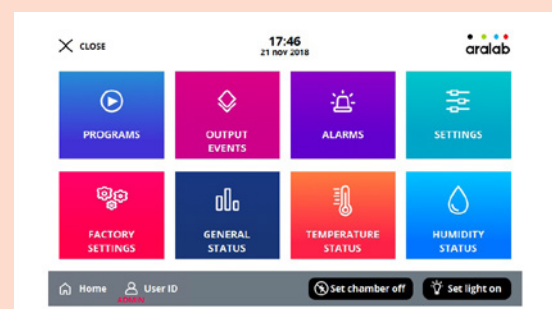 CLOSE
17:46
21 nov 2018
aralab
PROGRAMS
OUTPUT
EVENTS
ALARMS
SETTINGS
FACTORY
SETTINGS
GENERAL
STATUS
TEMPERATURE
STATUS
HUMIDITY
STATUS
Home
User ID
ADMIN
Set chamber off
Set light on